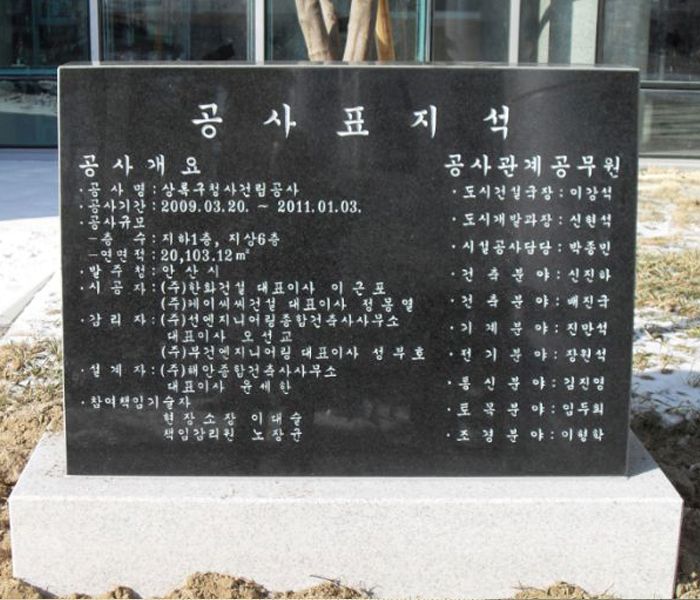 공 사 표 지 석
공사개요
·공 사 명 : 상록구청사건립공사
·공사기간 : 2009.03.20. ~ 2011.01.03.
·공사규모
-층 수 : 지하1층, 지상6층
-연면적 : 20,103.12㎡
·발 주 청 : 안 산 시
·시 공 자 : (주)한화건설 대표이사 이 근 포
(주)케이씨씨건설 대표이사 정 몽 열
·감 리 자 : (주)선엔지니어링종합건축사사무소
대표이사 오 선 교
(주)부건엔지니어링 대표이사 성 부 호
·설 계 자 : (주)해안종합건축사사무소
대표이사 윤 세 한
·참여책임기술자
현 장 소 장 이 대 술
책임감리원 노 장 균
공사관계공무원
·도시건설국장 : 이강석
·도시개발과장 : 신현석
·시설공사담당 : 박종민
·건 축 분 야 : 신진하
·건 축 분 야 : 배진국
·기 계 분 야 : 진만석
·전 기 분 야 : 장원석
·통 신 분 야 : 김진영
·토 목 분 야 : 임두희
·조 경 분 야 : 이형학